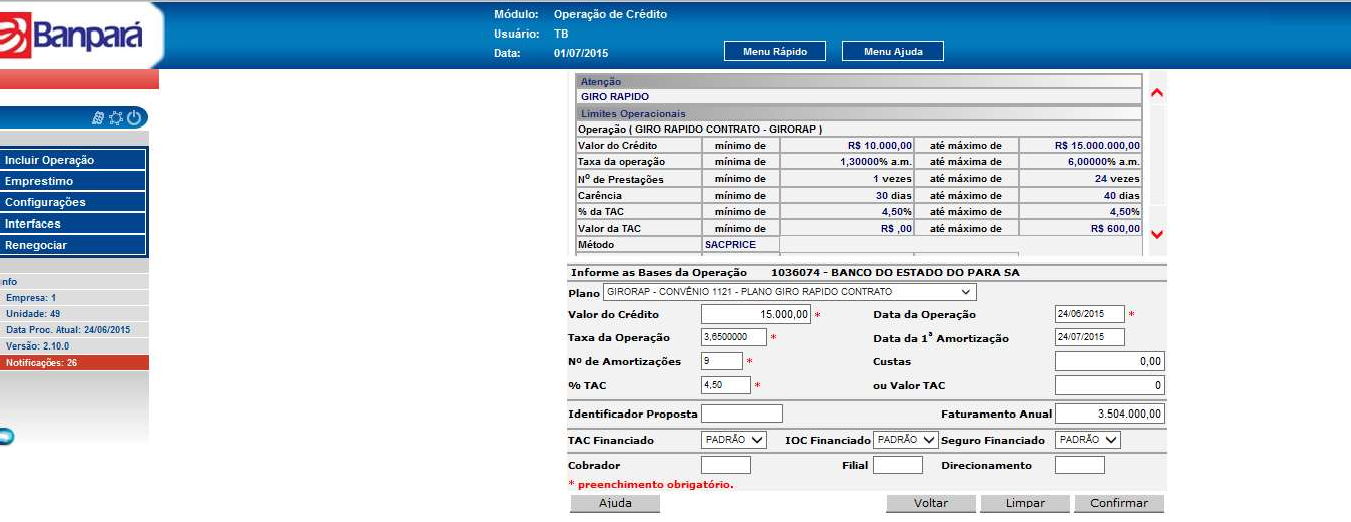 Banpará
Módulo: Operação de Crédito
Usuário: TB
Data: 01/07/2015
Menu Rápido Menu Ajuda
Incluir Operação
Emprestimo
Configurações
Interfaces
Renegociar
nfo
Empresa: 1
Unidade: 49
Data Proc. Atual: 24/06/2015
Versão: 2.10.0
Notificações: 26
Atenção
GIRO RAPIDO
Limites Operacionais
Operação ( GIRO RAPIDO CONTRATO - GIRORAP )
Valor do Crédito mínimo de R$ 10.000,00 até máximo de R$ 15.000.000,00
Taxa da operação mínima de 1,30000% a.m. até máximo de 6,00000% a.m.
Nº de Prestações mínimo de 1 vezes até máximo de 24 vezes
Carência mínimo de 30 dias até máximo de 40 dias
% da TAC mínimo de 4,50% até máximo de 4,50%
Valor da TAC mínimo de R$ ,00 até máximo de R$ 600,00
Método SACPRICE
Informe as Bases da Operação 1036074 - BANCO DO ESTADO DO PARA SA
Plano GIRORAP - CONVÊNIO 1121 - PLANO GIRO RAPIDO CONTRATO
Valor do Crédito 15.000,00 * Data da Operação 24/06/2015 *
Taxa da Operação 3,6500000 * Data da 1ª Amortização 24/07/2015
Nº de Amortizações 9 * Custas 0,00
% TAC 4,50 * ou Valor TAC 0
Identificador Proposta Faturamento Anual 3.504.000,00
TAC Financiado PADRÃO IOC Financiado PADRÃO Seguro Financiado PADRÃO
Cobrador Filial Direcionamento
* preenchimento obrigatório.
Ajuda Voltar Limpar Confirmar